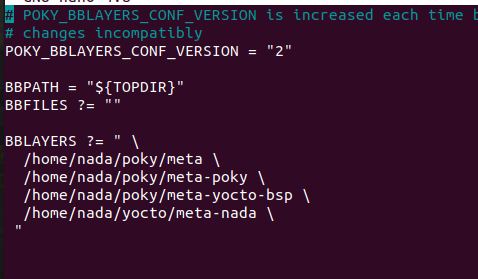 # POKY_BBLAYERS_CONF_VERSION is increased each time
# changes incompatibly
POKY_BBLAYERS_CONF_VERSION = "2"
BBPATH = "${TOPDIR}"
BBFILES ?= ""
BBLAYERS ?= " \
/home/nada/poky/meta \
/home/nada/poky/meta-poky \
/home/nada/poky/meta-yocto-bsp \
/home/nada/yocto/meta-nada \
"